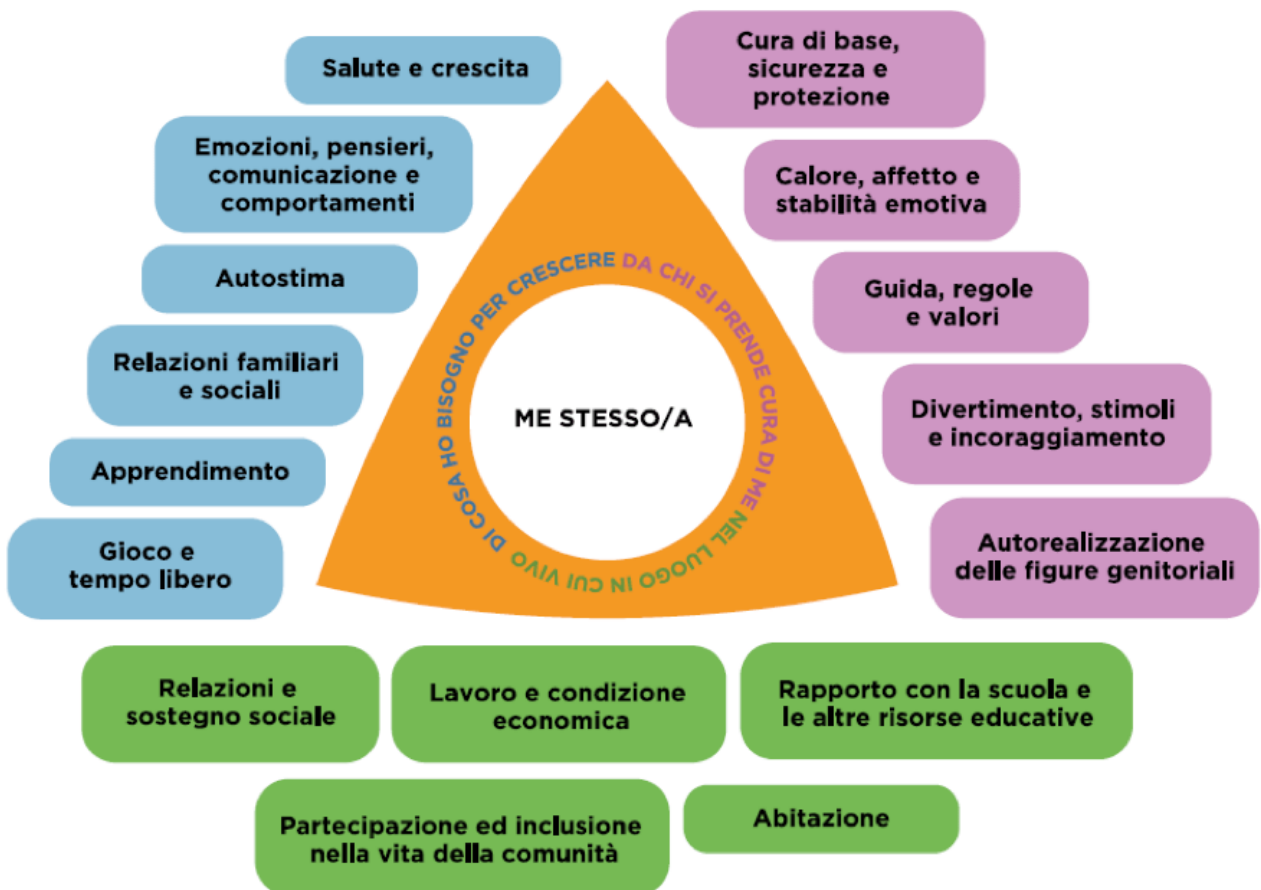 Salute e crescita
Emozioni, pensieri,
comunicazione e
comportamenti
Autostima
Relazioni familiari
e sociali
Apprendimento
Gioco e
tempo libero
Cura di base,
sicurezza e
protezione
Calore, affetto e
stabilità emotiva
Guida, regole
e valori
Divertimento, stimoli
e incoraggiamento
Autorealizzazione
delle figure genitoriali
DI COSA HO BISOGNO PER CRESCERE
DA CHI SI PRENDE CURA DI ME
NEL LUOGO IN CUI VIVO
ME STESSO/A
Relazioni e
sostegno sociale
Lavoro e condizione
economica
Rapporto con la scuola e
le altre risorse educative
Partecipazione ed inclusione
nella vita della comunità
Abitazione